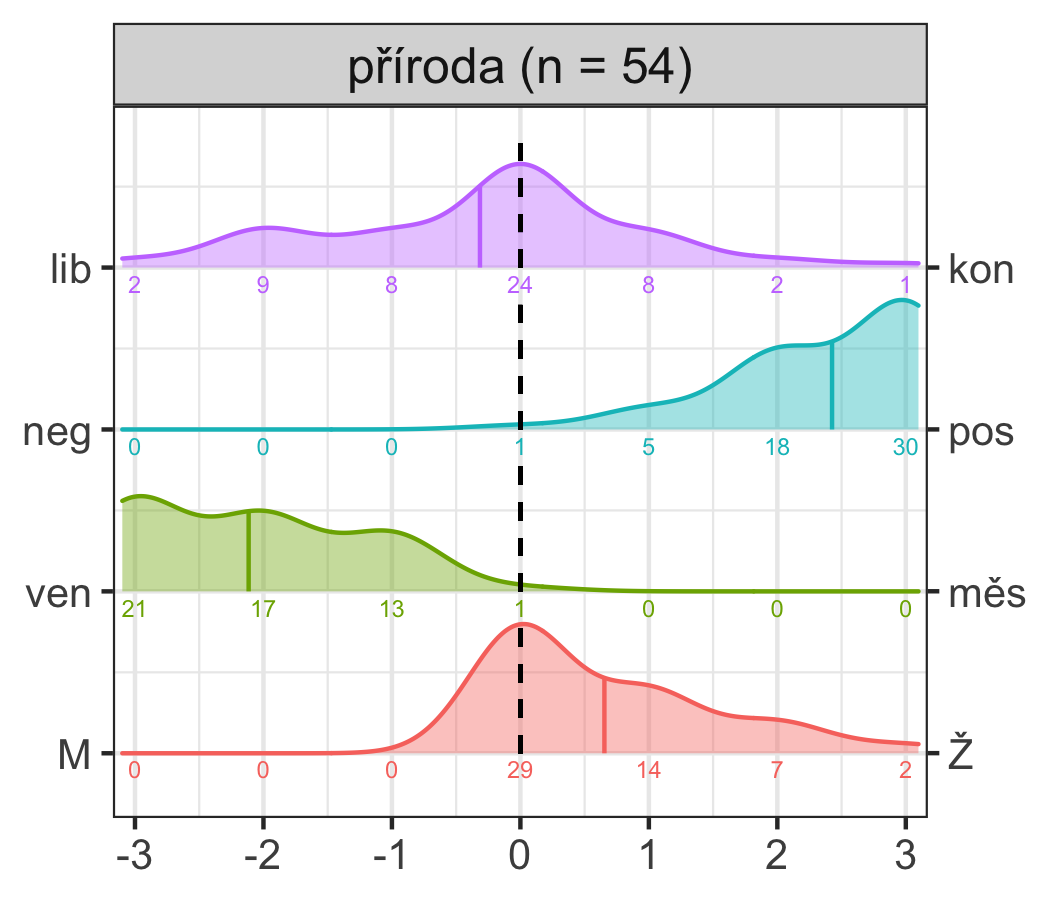 příroda (n = 54)
lib kon
2 9 8 24 8 2 1
neg pos
0 0 0 1 5 18 30
ven měs
21 17 13 1 0 0 0
M Ž
0 0 0 29 14 7 2
-3 -2 -1 0 1 2 3